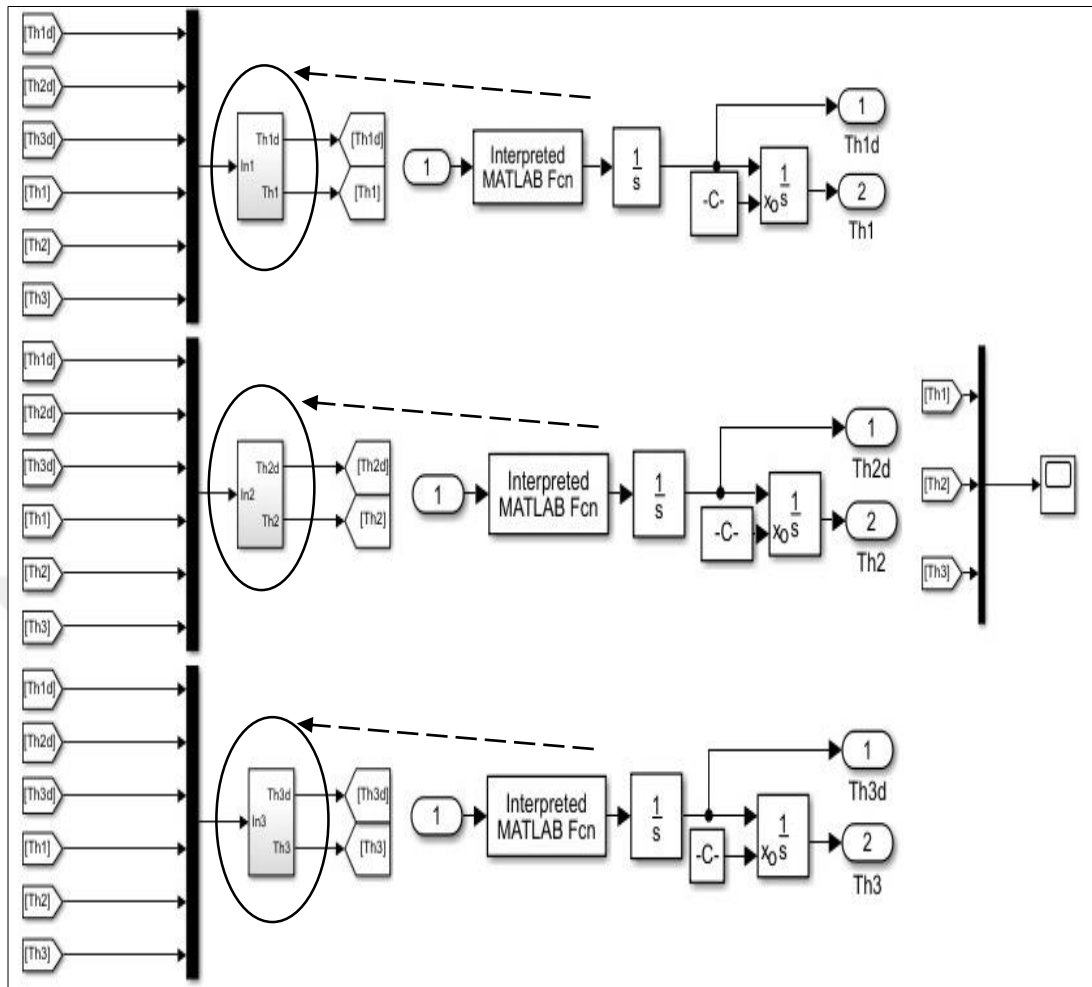 [Th1d]
[Th2d]
[Th3d]
[Th1]
[Th2]
[Th3]
In1
Th1d
Th1
[Th1d]
[Th1]
1
Interpreted
MATLAB Fcn
1
s
-C-
xo
1
s
1
Th1d
2
Th1
[Th1d]
[Th2d]
[Th3d]
[Th1]
[Th2]
[Th3]
In2
Th2d
Th2
[Th2d]
[Th2]
1
Interpreted
MATLAB Fcn
1
s
-C-
xo
1
s
1
Th2d
2
Th2
[Th1]
[Th2]
[Th3]
[Th1d]
[Th2d]
[Th3d]
[Th1]
[Th2]
[Th3]
In3
Th3d
Th3
[Th3d]
[Th3]
1
Interpreted
MATLAB Fcn
1
s
-C-
xo
1
s
1
Th3d
2
Th3